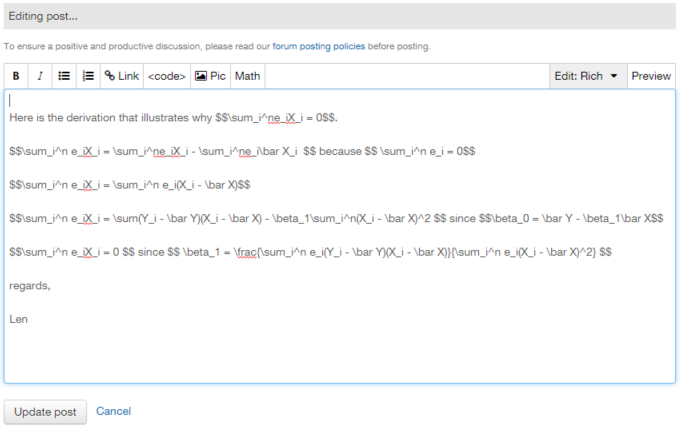 Editing post...
To ensure a positive and productive discussion, please read our forum posting policies before posting.
B I Link <code> Pic Math Edit: Rich Preview
Here is the derivation that illustrates why $$\sum_i^ne_iX_i = 0$$.
$$\sum_i^n e_iX_i = \sum_i^ne_iX_i - \sum_i^ne_i\bar X_i $$ because $$ \sum_i^n e_i = 0$$
$$\sum_i^n e_iX_i = \sum_i^n e_i(X_i - \bar X)$$
$$\sum_i^n e_iX_i = \sum(Y_i - \bar Y)(X_i - \bar X) - \beta_1\sum_i^n(X_i - \bar X)^2 $$ since $$\beta_0 = \bar Y - \beta_1\bar X$$
$$\sum_i^n e_iX_i = 0 $$ since $$ \beta_1 = \frac{\sum_i^n e_i(Y_i - \bar Y)(X_i - \bar X)}{\sum_i^n e_i(X_i - \bar X)^2} $$
regards,
Len
Update post Cancel